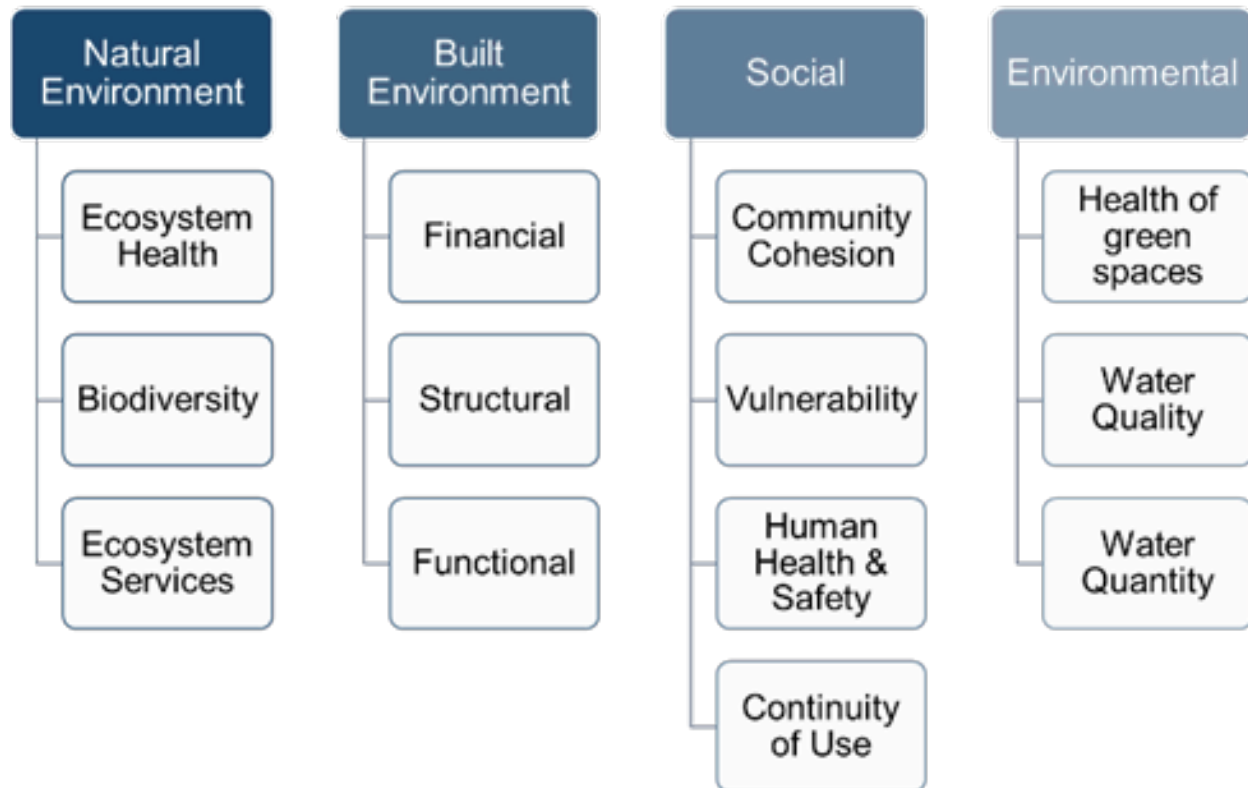 Natural
Environment
Ecosystem
Health
Biodiversity
Ecosystem
Services
Built
Environment
Financial
Structural
Functional
Social
Community
Cohesion
Vulnerability
Human
Health &
Safety
Continuity
of Use
Environmental
Health of
green
spaces
Water
Quality
Water
Quantity